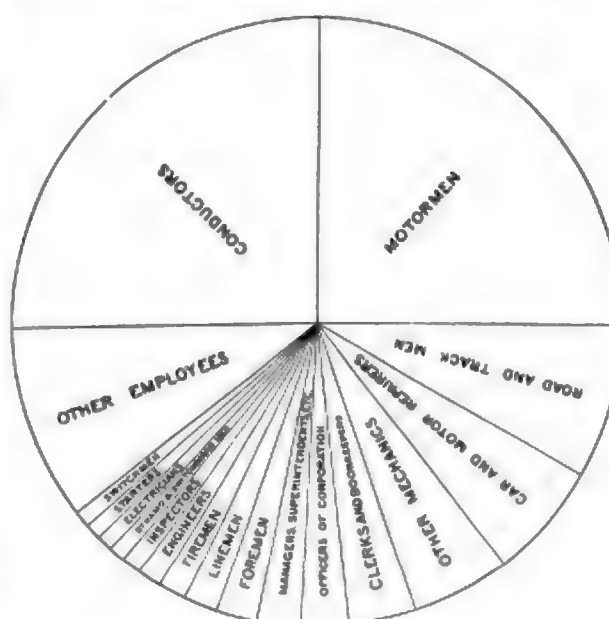 CONDUCTORS
MOTORMEN
ROAD AND TRACK MEN
CAR AND MOTOR REPAIRERS
OTHER MECHANICS
CLERKS AND BOOKKEEPERS
OFFICERS OF CORPORATION
MANAGERS SUPERINTENDENTS
FOREMEN
LINEMEN
FIREMEN
ENGINEERS
INSPECTORS
ELECTRICIANS
STARTERS
SWITCHMEN
OTHER EMPLOYEES